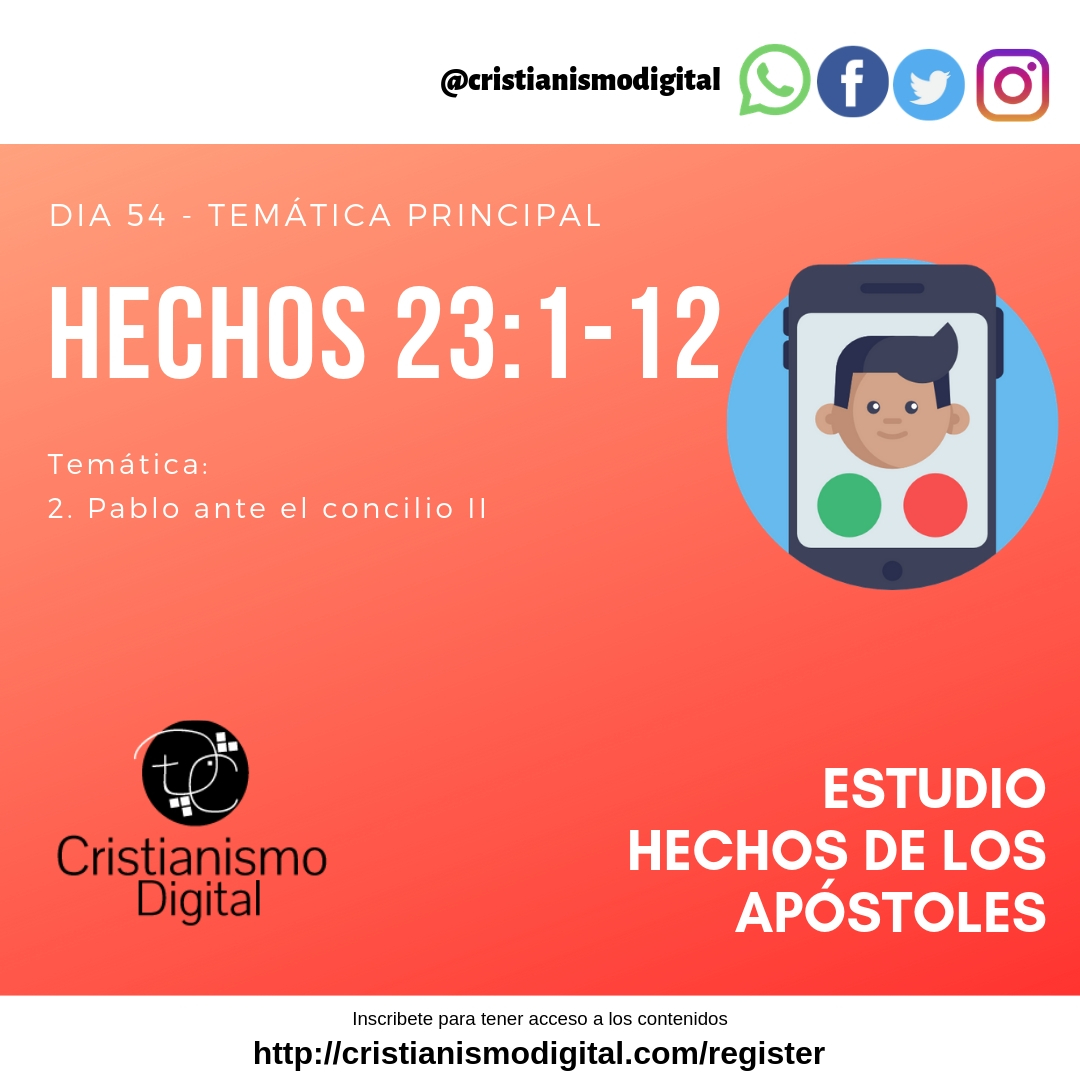 @cristianismodigital
DIA 54 - TEMÁTICA PRINCIPAL
HECHOS 23:1-12
Temática:
2. Pablo ante el concilio II
Cristianismo
Digital
ESTUDIO
HECHOS DE LOS
APÓSTOLES
Inscribete para tener acceso a los contenidos
http://cristianismodigital.com/register